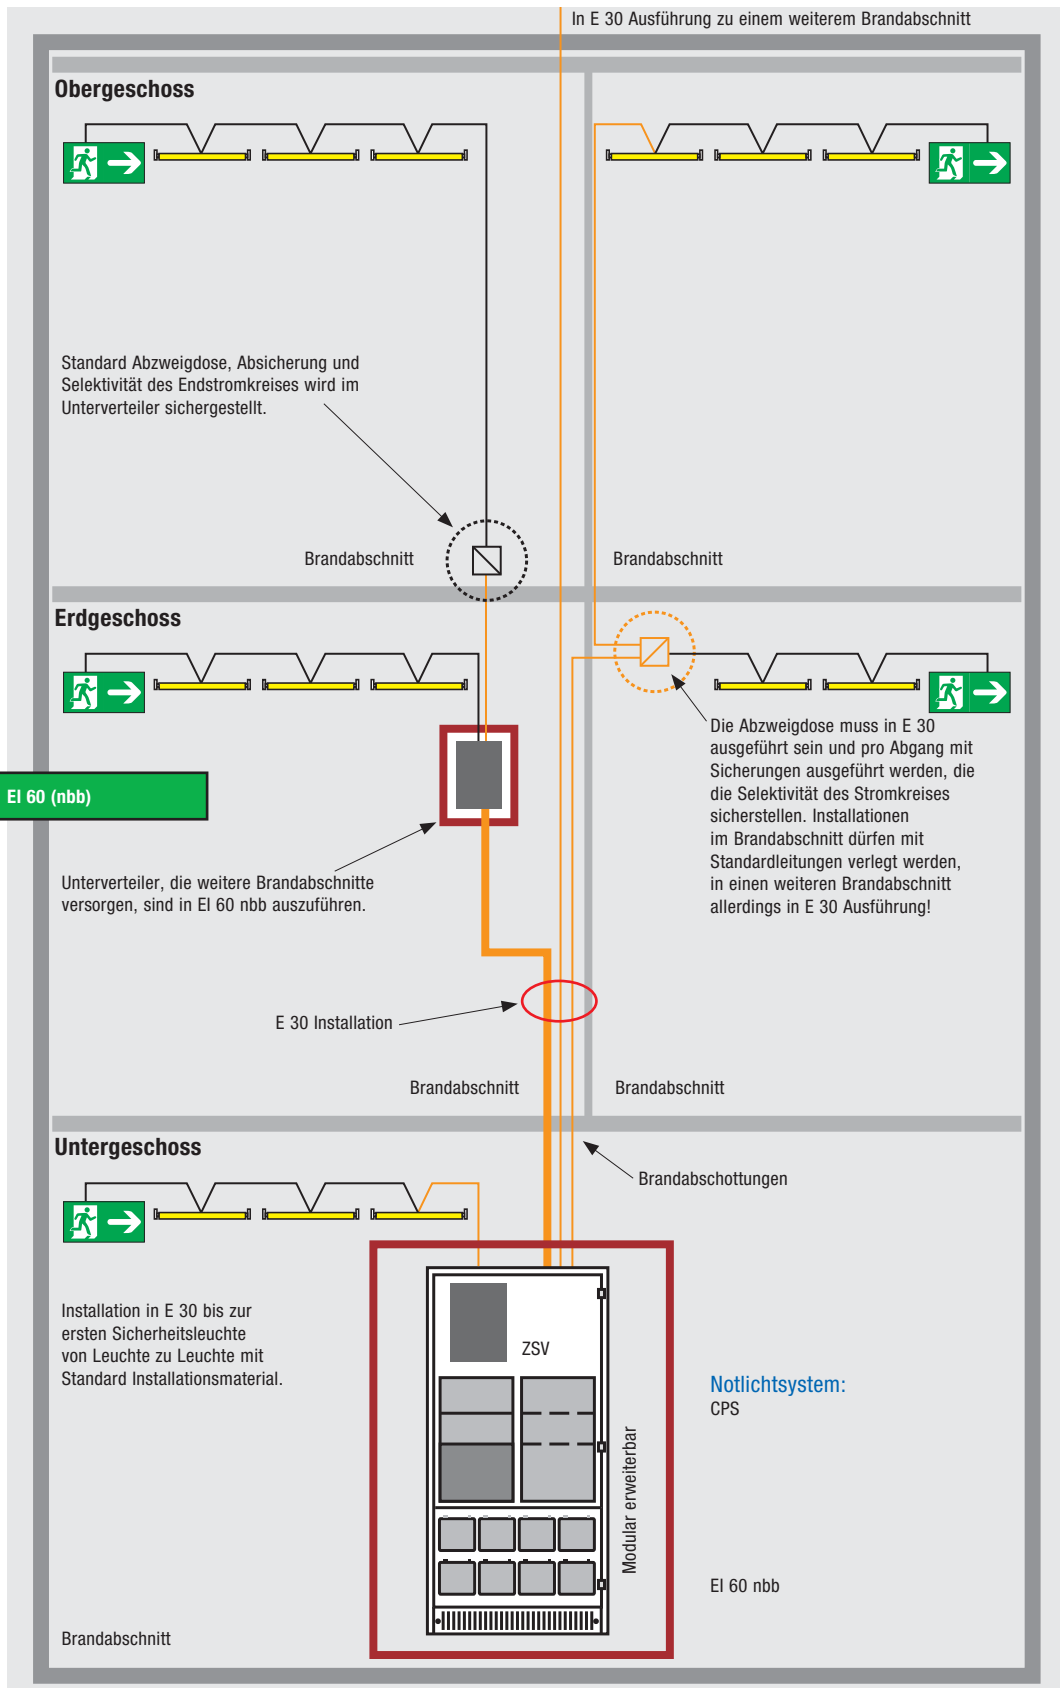 In E 30 Ausführung zu einem weiterem Brandabschnitt
Obergeschoss
Standard Abzweigdose, Absicherung und
Selektivität des Endstromkreises wird im
Unterverteiler sichergestellt.
Brandabschnitt
Brandabschnitt
Erdgeschoss
Die Abzweigdose muss in E 30
ausgeführt sein und pro Abgang mit
Sicherungen ausgeführt werden, die
die Selektivität des Stromkreises
sicherstellen. Installationen
im Brandabschnitt dürfen mit
Standardleitungen verlegt werden,
in einen weiteren Brandabschnitt
allerdings in E 30 Ausführung!
EI 60 (nbb)
Unterverteiler, die weitere Brandabschnitte
versorgen, sind in EI 60 nbb auszuführen.
E 30 Installation
Brandabschnitt
Brandabschnitt
Untergeschoss
Brandabschottungen
Installation in E 30 bis zur
ersten Sicherheitsleuchte
von Leuchte zu Leuchte mit
Standard Installationsmaterial.
ZSV
Modular erweiterbar
Notlichtsystem:
CPS
EI 60 nbb
Brandabschnitt